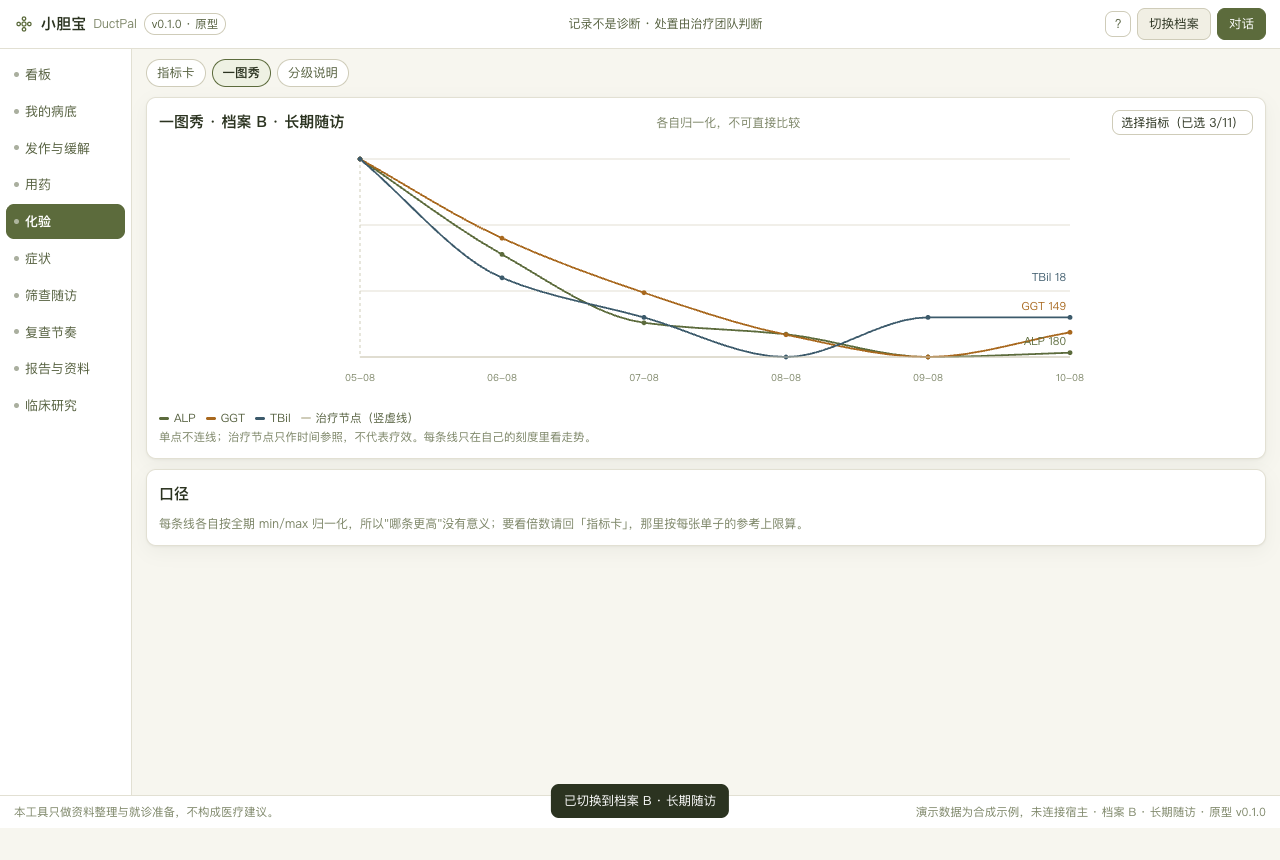 小胆宝 DuctPal v0.1.0 · 原型
记录不是诊断 · 处置由治疗团队判断
? 切换档案 对话
看板
我的病底
发作与缓解
用药
化验
症状
筛查随访
复查节奏
报告与资料
临床研究
指标卡 一图秀 分级说明
一图秀 · 档案 B · 长期随访
各自归一化，不可直接比较
选择指标（已选 3/11）
TBil 18
GGT 149
ALP 180
05-08 06-08 07-08 08-08 09-08 10-08
ALP GGT TBil 治疗节点（竖虚线）
单点不连线；治疗节点只作时间参照，不代表疗效。每条线只在自己的刻度里看走势。
口径
每条线各自按全期 min/max 归一化，所以"哪条更高"没有意义；要看倍数请回「指标卡」，那里按每张单子的参考上限算。
已切换到档案 B · 长期随访
本工具只做资料整理与就诊准备，不构成医疗建议。
演示数据为合成示例，未连接宿主 · 档案 B · 长期随访 · 原型 v0.1.0